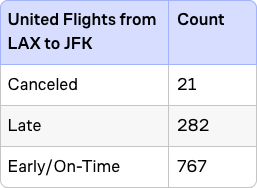 United Flights from Count
LAX to JFK
Canceled 21
Late 282
Early/On-Time 767